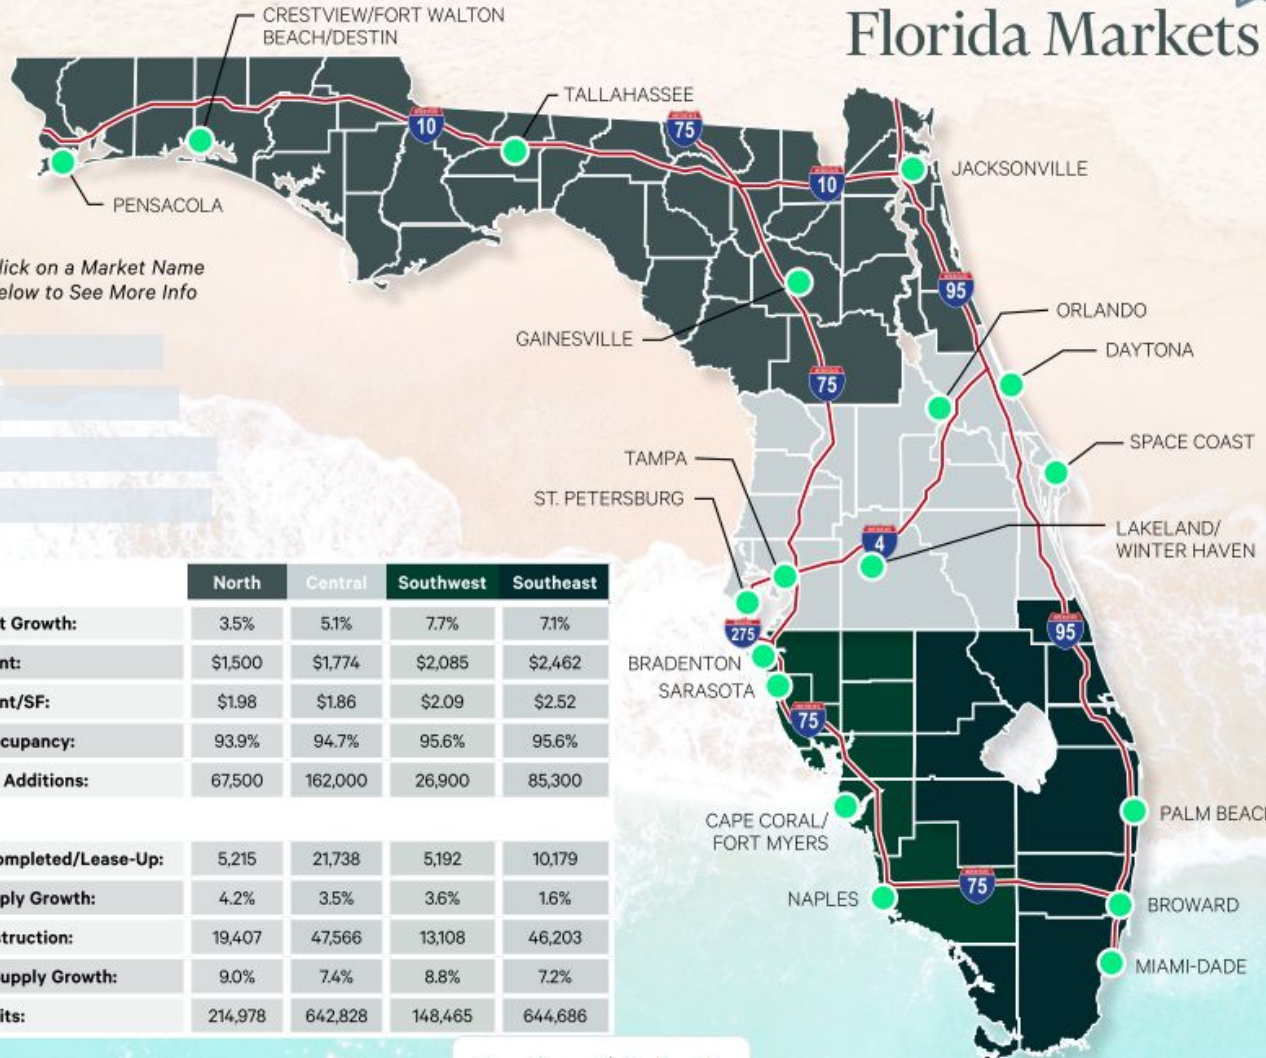 Florida Markets
CRESTVIEW/FORT WALTON
BEACH/DESTIN
TALLAHASSEE
10
75
10
JACKSONVILLE
PENSACOLA
lick on a Market Name
elow to See More Info
95
ORLANDO
GAINESVILLE
DAYTONA
75
TAMPA
SPACE COAST
ST. PETERSBURG
4
LAKELAND/
WINTER HAVEN
275
95
BRADENTON
SARASOTA
75
CAPE CORAL/
FORT MYERS
PALM BEAC
NAPLES
75
BROWARD
MIAMI-DADE
North Central Southwest Southeast
t Growth: 3.5% 5.1% 7.7% 7.1%
nt: $1,500 $1,774 $2,085 $2,462
nt/SF: $1.98 $1.86 $2.09 $2.52
cupancy: 93.9% 94.7% 95.6% 95.6%
Additions: 67,500 162,000 26,900 85,300
ompleted/Lease-Up: 5,215 21,738 5,192 10,179
ply Growth: 4.2% 3.5% 3.6% 1.6%
struction: 19,407 47,566 13,108 46,203
upply Growth: 9.0% 7.4% 8.8% 7.2%
its: 214,978 642,828 148,465 644,686